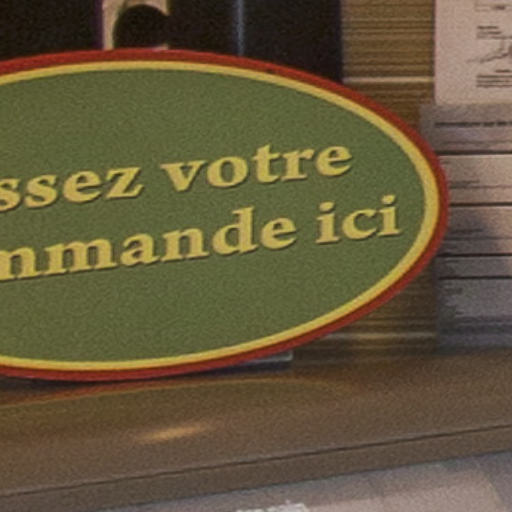 ssez votre
mmande ici